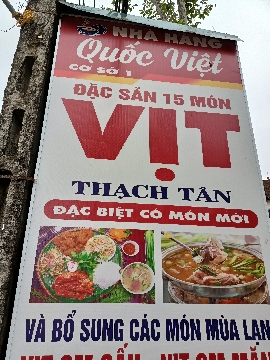 NHÀ HÀNG
Quốc Việt
CƠ SỞ 1
ĐẶC SẢN 15 MÓN
VỊT
THẠCH TÂN
ĐẶC BIỆT CÓ MÓN MỚI
VÀ BỔ SUNG CÁC MÓN MÙA LẠN